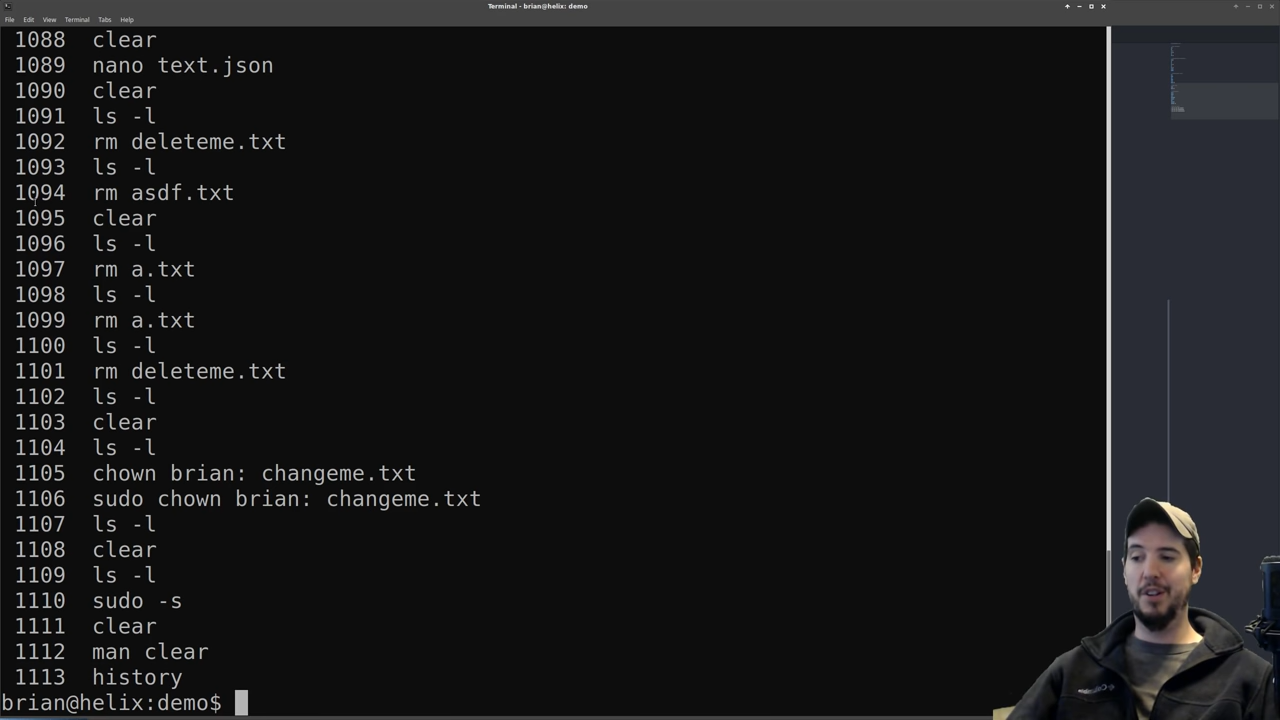 Terminal - brian@helix: demo
File Edit View Terminal Tabs Help
1088 clear
1089 nano text.json
1090 clear
1091 ls -l
1092 rm deleteme.txt
1093 ls -l
1094 rm asdf.txt
1095 clear
1096 ls -l
1097 rm a.txt
1098 ls -l
1099 rm a.txt
1100 ls -l
1101 rm deleteme.txt
1102 ls -l
1103 clear
1104 ls -l
1105 chown brian: changeme.txt
1106 sudo chown brian: changeme.txt
1107 ls -l
1108 clear
1109 ls -l
1110 sudo -s
1111 clear
1112 man clear
1113 history
brian@helix:demo$